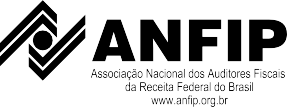 ANFIP
Associação Nacional dos Auditores Fiscais
da Receita Federal do Brasil
www.anfip.org.br